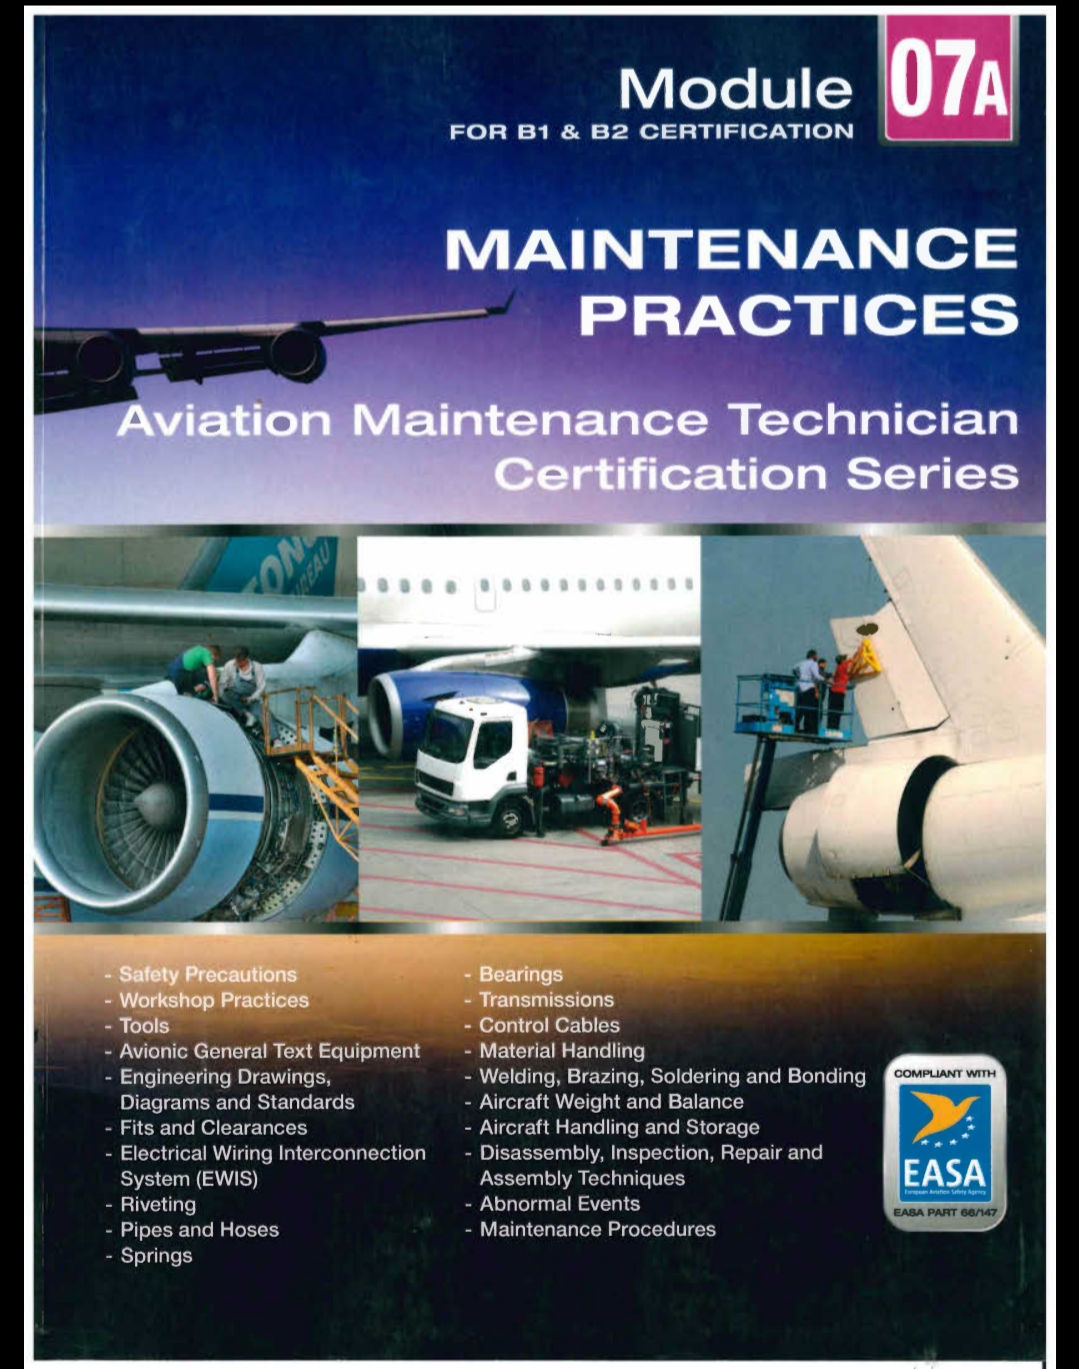 Module
07A
FOR B1 & B2 CERTIFICATION
MAINTENANCE
PRACTICES
Aviation Maintenance Technician
Certification Series
- Safety Precautions
- Workshop Practices
- Tools
- Avionic General Text Equipment
- Engineering Drawings,
Diagrams and Standards
- Fits and Clearances
- Electrical Wiring Interconnection
System (EWIS)
- Riveting
- Pipes and Hoses
- Springs
- Bearings
- Transmissions
- Control Cables
- Material Handling
- Welding, Brazing, Soldering and Bonding
- Aircraft Weight and Balance
- Aircraft Handling and Storage
- Disassembly, Inspection, Repair and
Assembly Techniques
- Abnormal Events
- Maintenance Procedures
COMPLIANT WITH
EASA
European Aviation Safety Agency
EASA PART 66/147